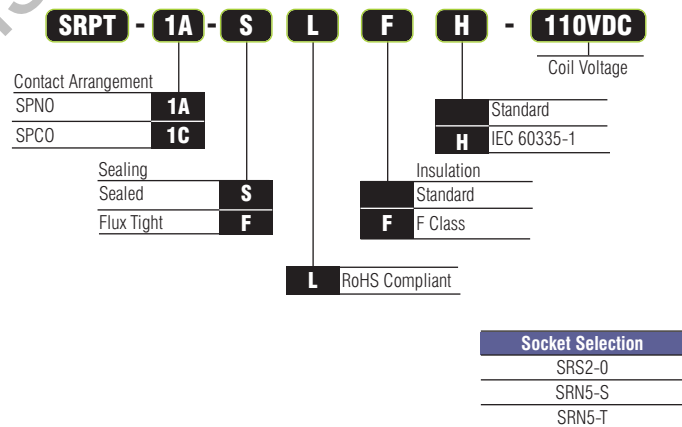 SRPT - 1A - S L F H - 110VDC
Coil Voltage
Contact Arrangement
SPNO 1A
SPCO 1C
Standard
H IEC 60335-1
Sealing
Sealed S
Flux Tight F
Insulation
Standard
F F Class
L RoHS Compliant
Socket Selection
SRS2-0
SRN5-S
SRN5-T